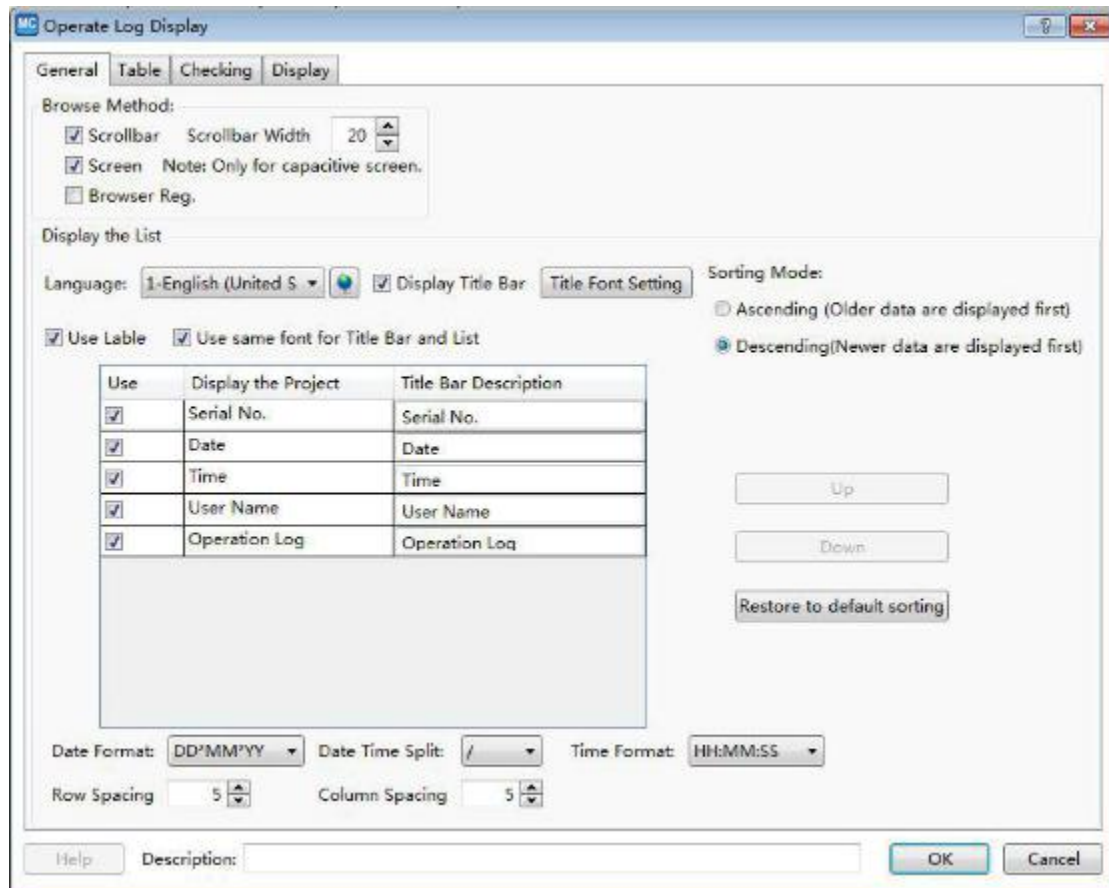 MC Operate Log Display
General Table Checking Display
Browse Method:
Scrollbar Scrollbar Width 20
Screen Note: Only for capacitive screen.
Browser Reg.
Display the List
Language: 1-English (United S Display Title Bar Title Font Setting Sorting Mode:
Ascending (Older data are displayed first)
Use Lable Use same font for Title Bar and List Descending(Newer data are displayed first)
Use Display the Project Title Bar Description
Serial No. Serial No.
Date Date
Time Time
Up
User Name User Name
Operation Log Operation Log
Down
Restore to default sorting
Date Format: DD*MM*YY Date Time Split: / Time Format: HH:MM:SS
Row Spacing 5 Column Spacing 5
Help Description: OK Cancel